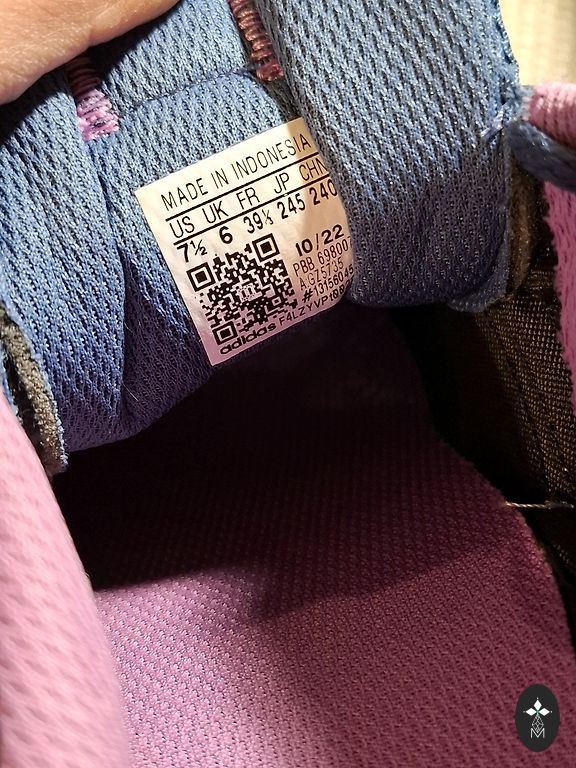 MADE IN INDONESIA
US UK FR JP CHN
7½ 6 39⅓ 245 240
10/22
PBB 69800
adidas
M